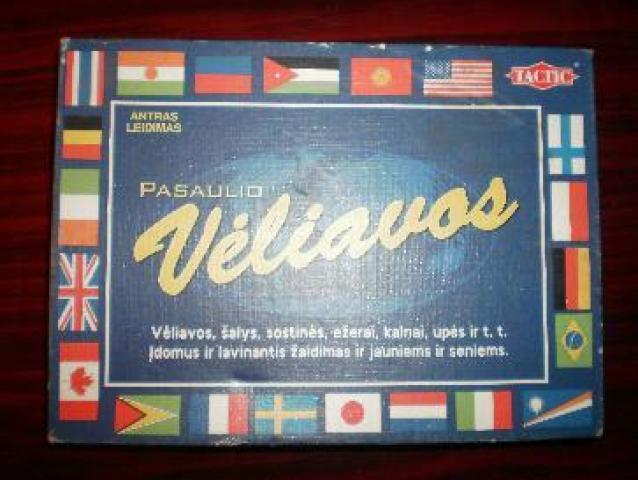 TACTIC
ANTRAS
LEIDIMAS
PASAULIO
Vėliavos
Vėliavos, šalys, sostinės, ežerai, kalnai, upės ir t. t.
Įdomus ir lavinantis žaidimas ir jauniems ir seniems.